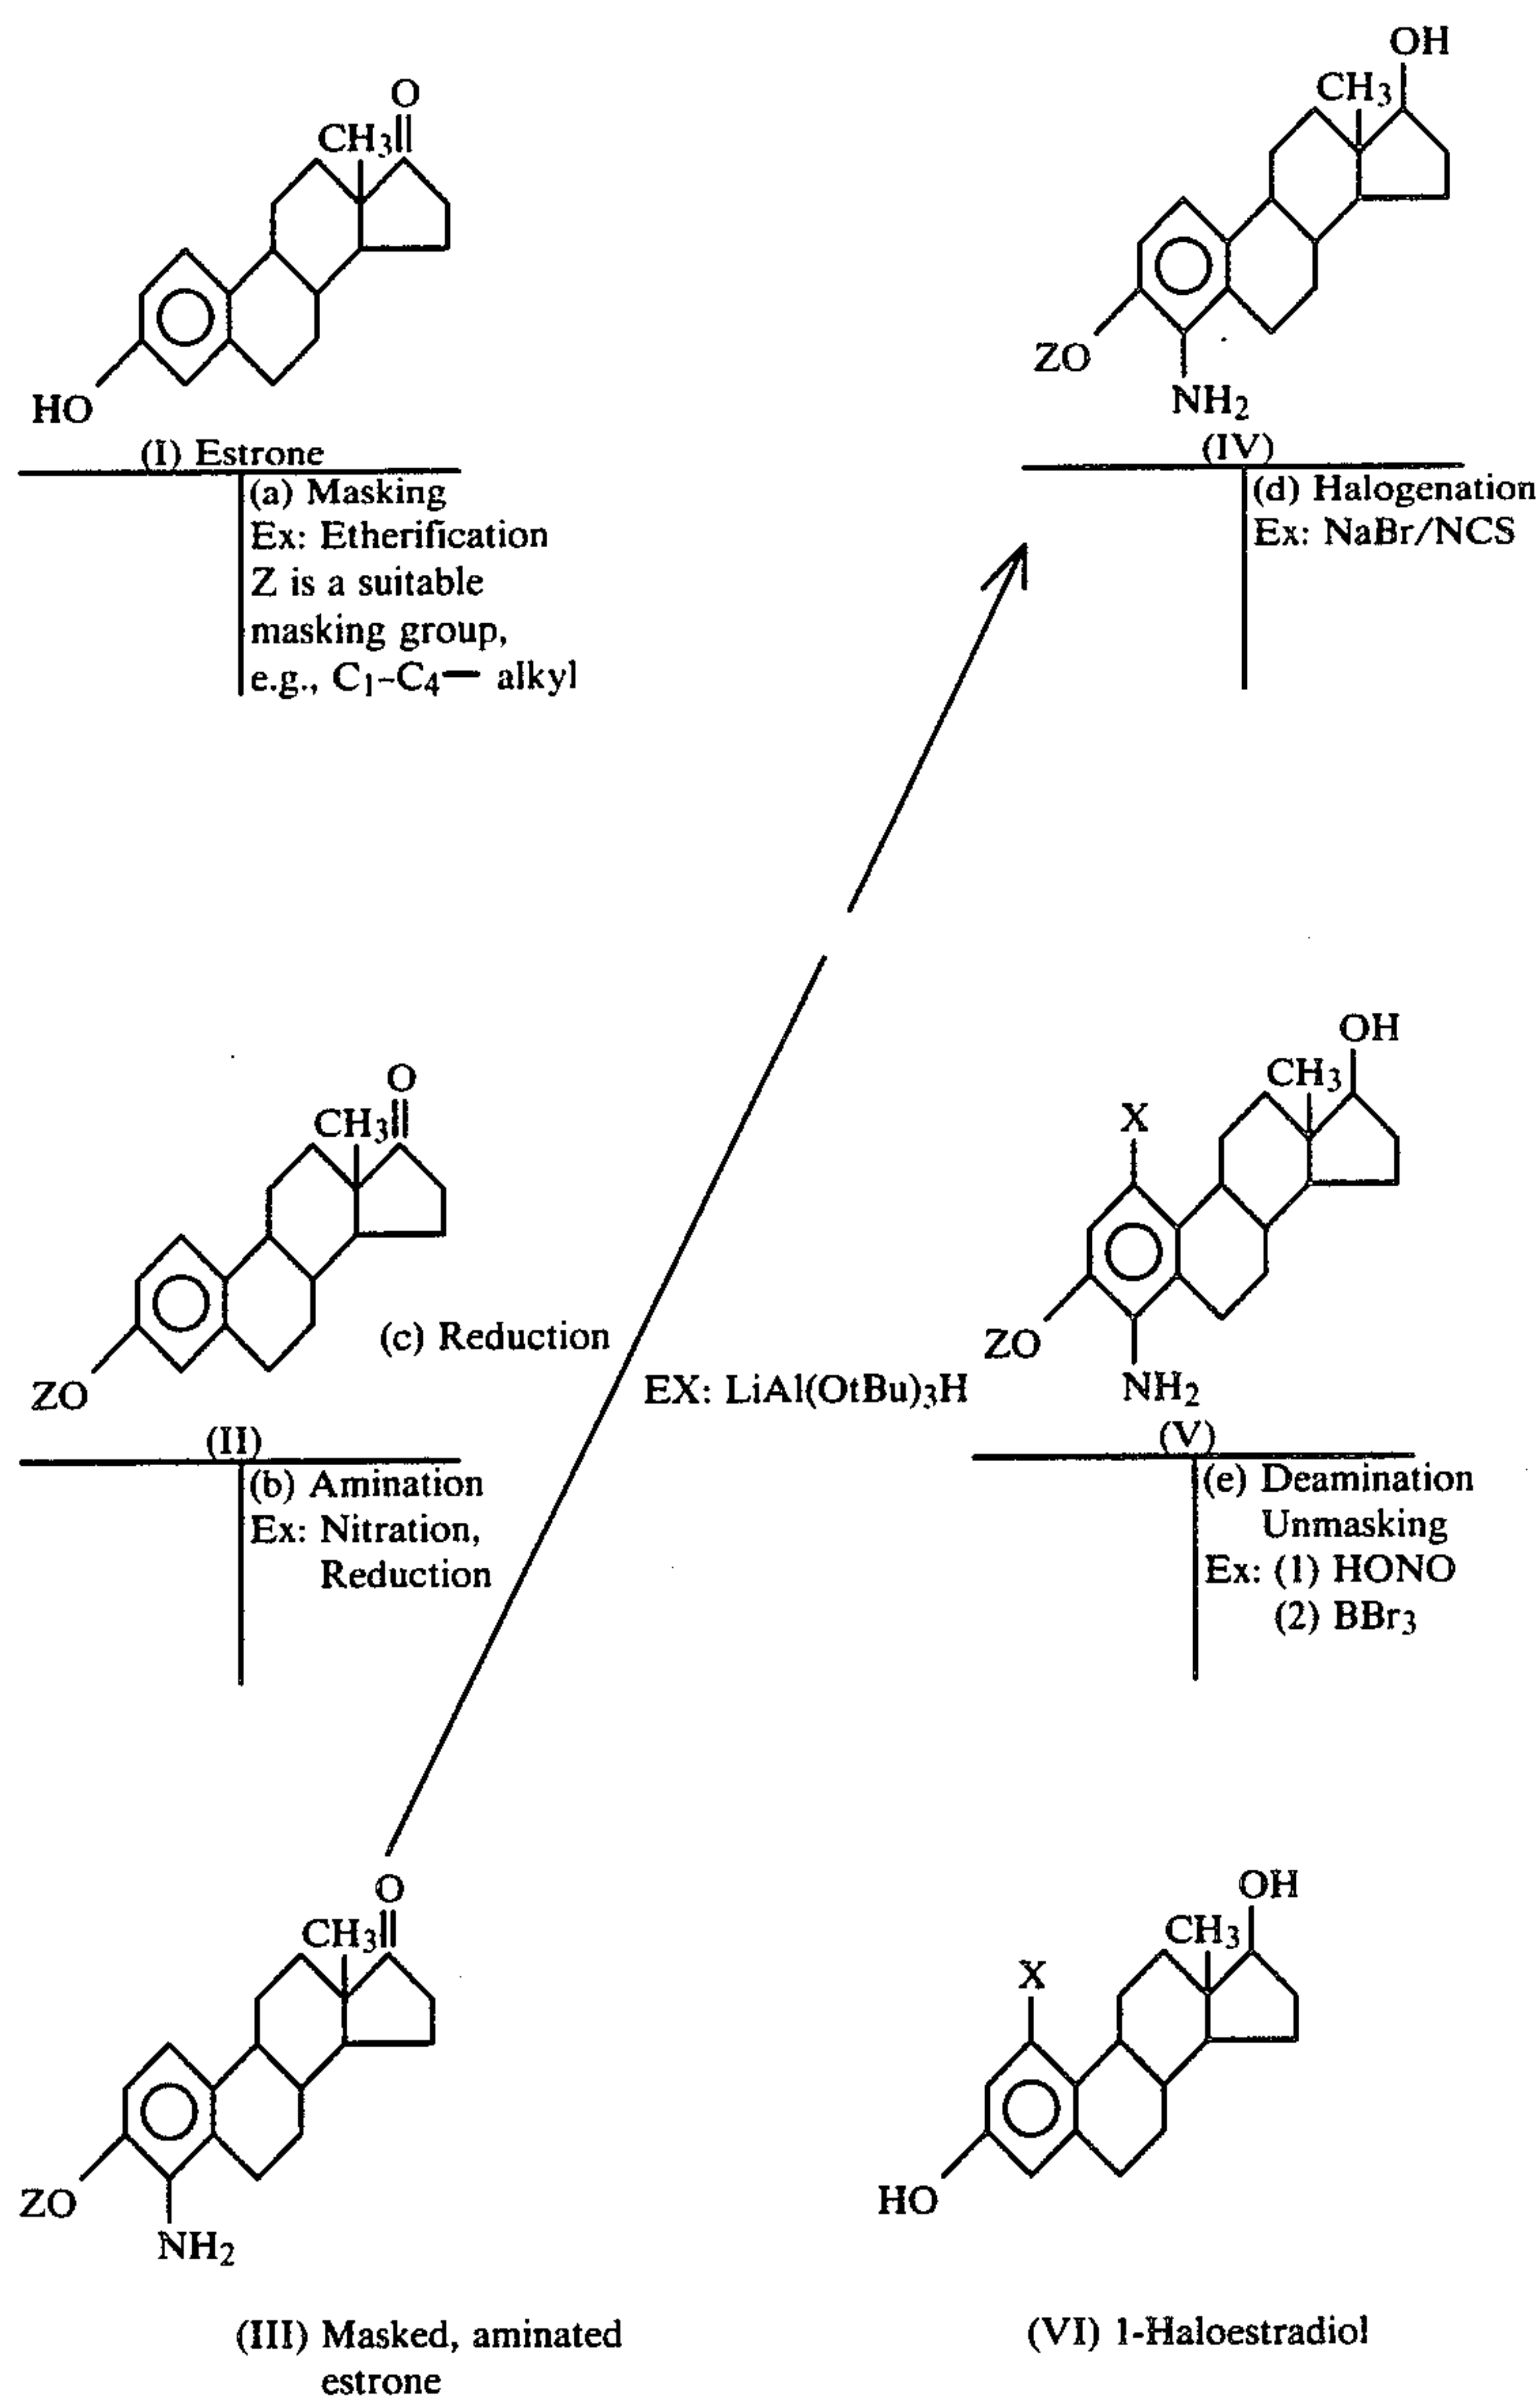 O
CH₃
HO
(I) Estrone
(a) Masking
Ex: Etherification
Z is a suitable
masking group,
e.g., C₁-C₄— alkyl
O
CH₃
ZO
(II)
(c) Reduction
EX: LiAl(OtBu)₃H
(b) Amination
Ex: Nitration,
Reduction
O
CH₃
ZO
NH₂
(III) Masked, aminated
estrone
OH
CH₃
ZO
NH₂
(IV)
(d) Halogenation
Ex: NaBr/NCS
OH
CH₃
X
ZO
NH₂
(V)
(e) Deamination
Unmasking
Ex: (1) HONO
(2) BBr₃
OH
CH₃
X
HO
(VI) 1-Haloestradiol